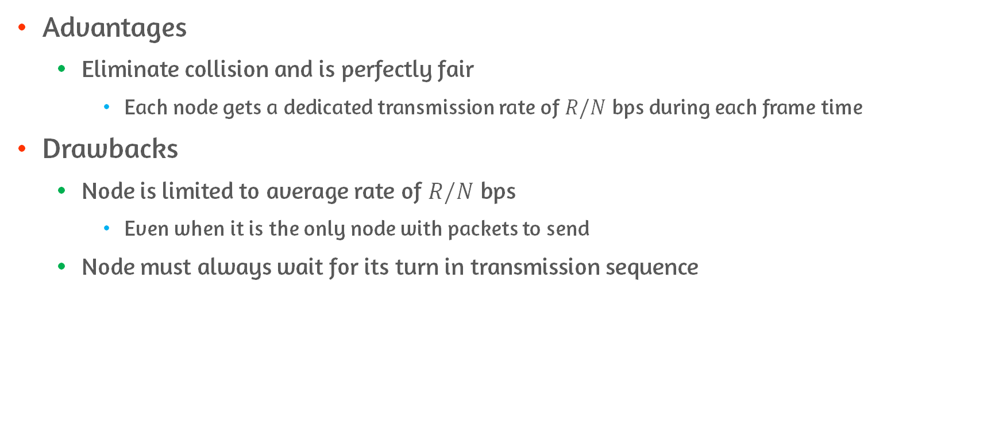 • Advantages
• Eliminate collision and is perfectly fair
• Each node gets a dedicated transmission rate of R/N bps during each frame time
• Drawbacks
• Node is limited to average rate of R/N bps
• Even when it is the only node with packets to send
• Node must always wait for its turn in transmission sequence